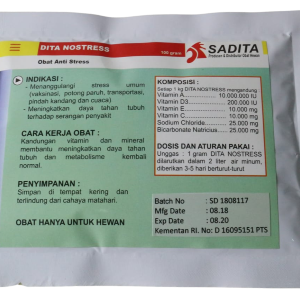 DITA NOSTRESS
Obat Anti Stress
100 gram
SADITA
INDIKASI :
- Menanggulangi stress umum
(vaksinasi, potong paruh, transportasi,
pindah kandang dan cuaca)
- Meningkatkan daya tahan tubuh
terhadap serangan penyakit
CARA KERJA OBAT :
Kandungan vitamin dan mineral
membantu meningkatkan daya tahan
tubuh dan metabolisme kembali
normal.
PENYIMPANAN :
Simpan di tempat kering dan
terlindung dari cahaya matahari.
OBAT HANYA UNTUK HEWAN
KOMPOSISI :
Setiap 1 kg DITA NOSTRESS mengandung
Vitamin A 10.000.000 IU
Vitamin D3 200.000 IU
Vitamin E 10.000 mg
Vitamin C 10.000 mg
Sodium Chloride 25.000 mg
Bicarbonate Natricius 25.000 mg
DOSIS DAN ATURAN PAKAI :
Unggas : 1 gram DITA NOSTRESS
dilarutkan dalam 2 liter air minum,
diberikan 3-5 hari berturut-turut
Batch No : SD 1808117
Mfg Date : 08.18
Exp Date : 08.20
Kementan RI. No : D 16095151 PTS